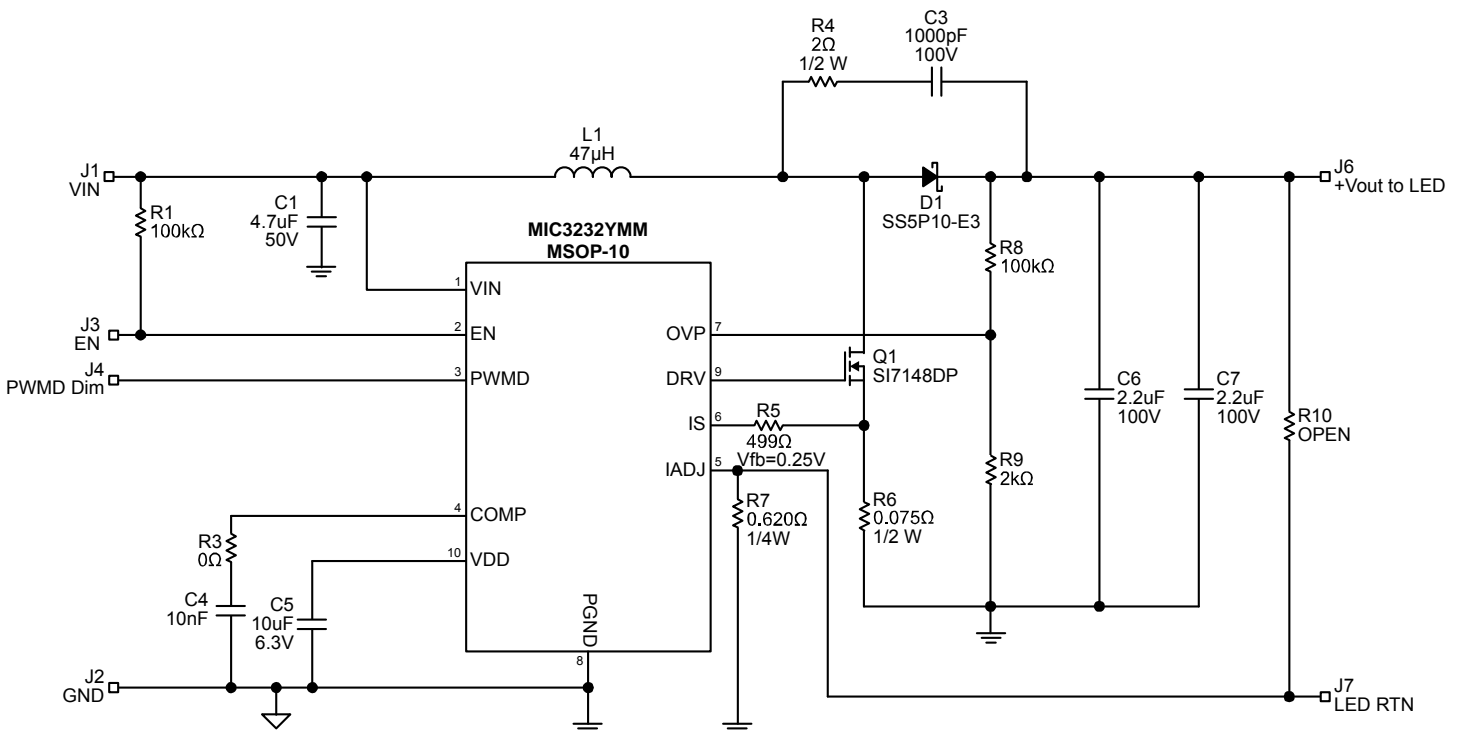 R4
2Ω
1/2 W
C3
1000pF
100V
L1
47µH
J1
VIN
R1
100kΩ
C1
4.7uF
50V
MIC3232YMM
MSOP-10
D1
SS5P10-E3
J6
+Vout to LED
R8
100kΩ
1
VIN
J3
EN
2
EN
OVP
7
J4
PWMD Dim
3
PWMD
DRV
9
Q1
SI7148DP
C6
2.2uF
100V
C7
2.2uF
100V
R10
OPEN
IS
6
R5
499Ω
Vfb=0.25V
IADJ
5
R9
2kΩ
R7
0.620Ω
1/4W
R6
0.075Ω
1/2 W
4
COMP
R3
0Ω
10
VDD
C4
10nF
C5
10uF
6.3V
PGND
8
J2
GND
J7
LED RTN